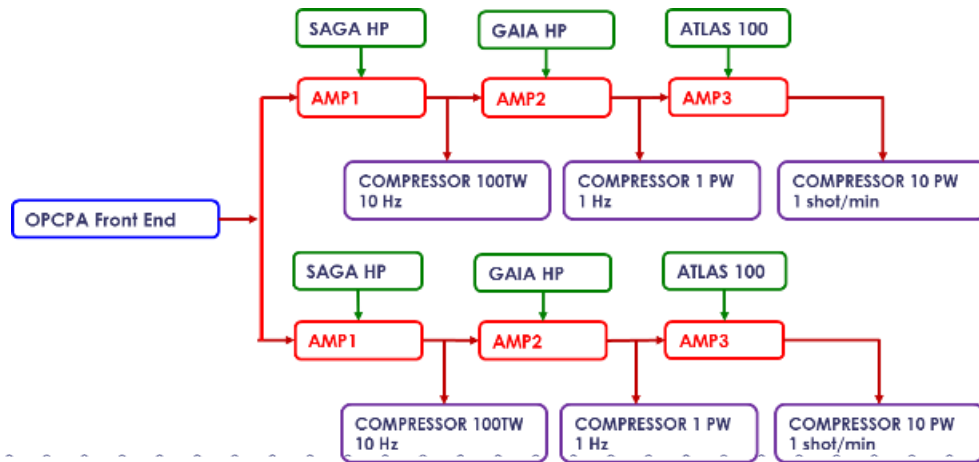 SAGA HP
GAIA HP
ATLAS 100
AMP1
AMP2
AMP3
COMPRESSOR 100TW
10 Hz
COMPRESSOR 1 PW
1 Hz
COMPRESSOR 10 PW
1 shot/min
OPCPA Front End
SAGA HP
GAIA HP
ATLAS 100
AMP1
AMP2
AMP3
COMPRESSOR 100TW
10 Hz
COMPRESSOR 1 PW
1 Hz
COMPRESSOR 10 PW
1 shot/min